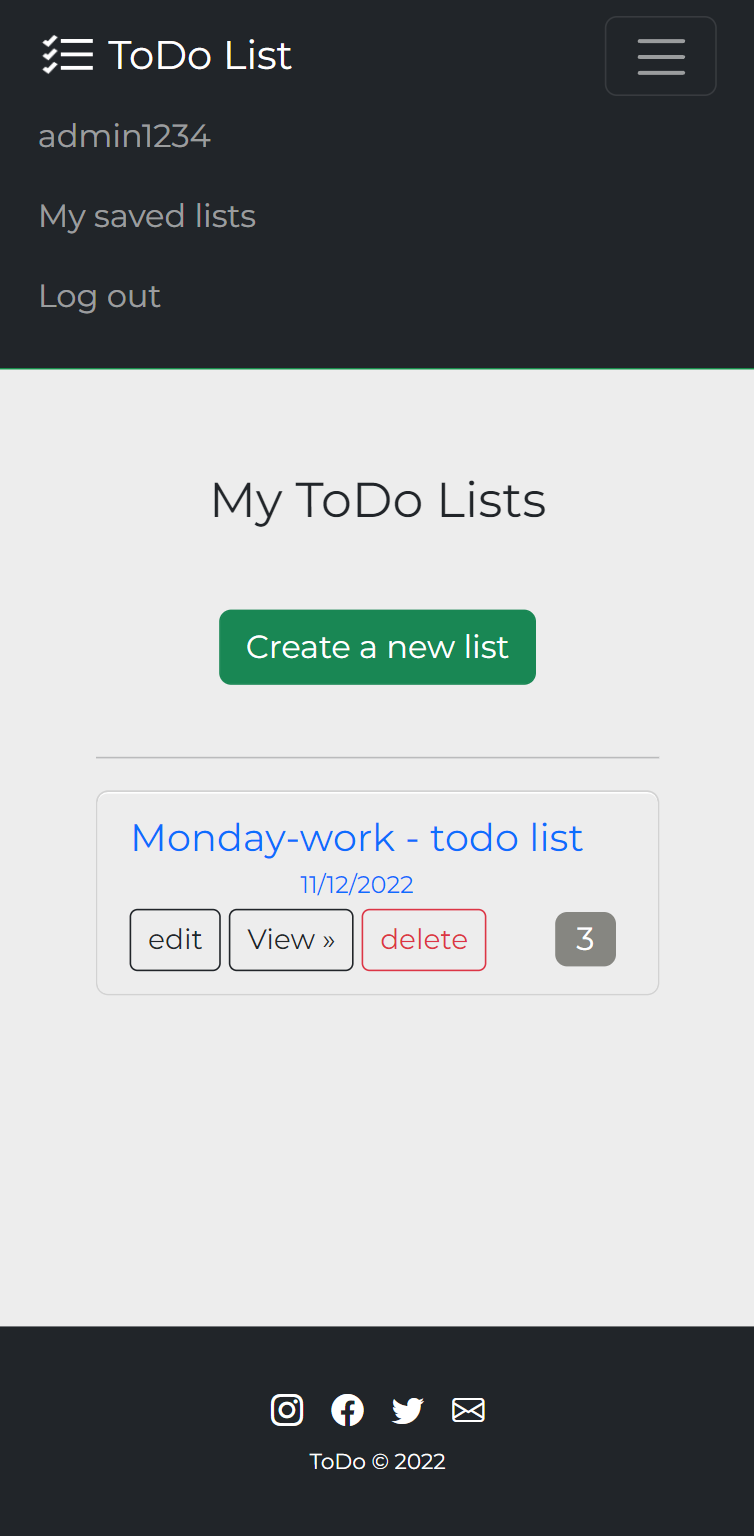 ToDo List
admin1234
My saved lists
Log out
My ToDo Lists
Create a new list
Monday-work - todo list
11/12/2022
edit View » delete 3
ToDo © 2022